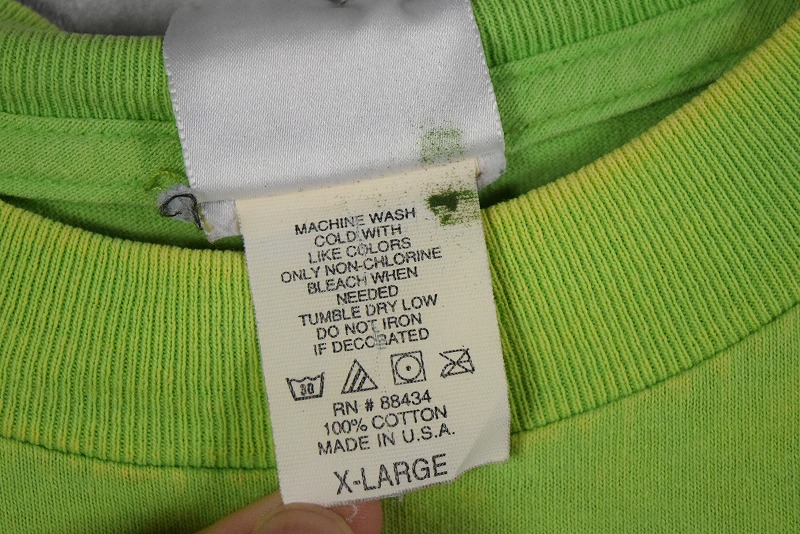 MACHINE WASH
COLD WITH
LIKE COLORS
ONLY NON-CHLORINE
BLEACH WHEN
NEEDED
TUMBLE DRY LOW
DO NOT IRON
IF DECORATED
30
RN # 88434
100% COTTON
MADE IN U.S.A.
X-LARGE